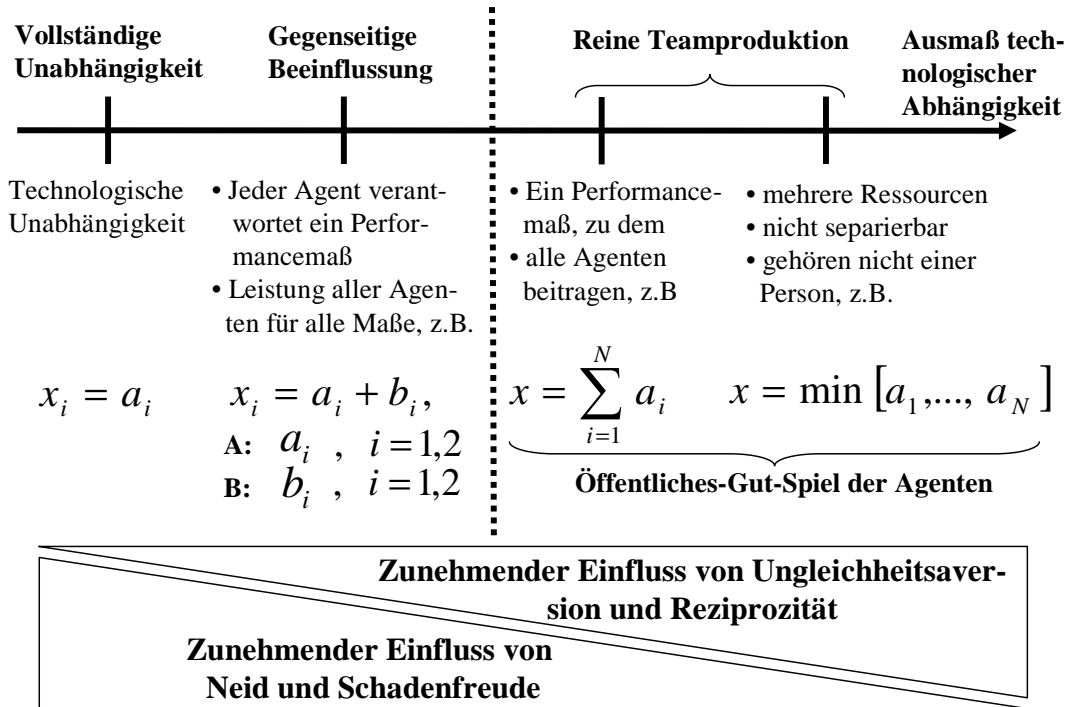 Vollständige
Unabhängigkeit
Gegenseitige
Beeinflussung
Reine Teamproduktion
Ausmaß tech-
nologischer
Abhängigkeit
Technologische
Unabhängigkeit
• Jeder Agent verant-
wortet ein Perfor-
mancemaß
• Leistung aller Agen-
ten für alle Maße, z.B.
• Ein Performance-
maß, zu dem
• alle Agenten
beitragen, z.B
• mehrere Ressourcen
• nicht separierbar
• gehören nicht einer
Person, z.B.
x_i = a_i
x_i = a_i + b_i,
A: a_i , i = 1,2
B: b_i , i = 1,2
x = \sum_{i=1}^{N} a_i
x = min [a_1,..., a_N]
Öffentliches-Gut-Spiel der Agenten
Zunehmender Einfluss von Ungleichheitsaver-
sion und Reziprozität
Zunehmender Einfluss von
Neid und Schadenfreude